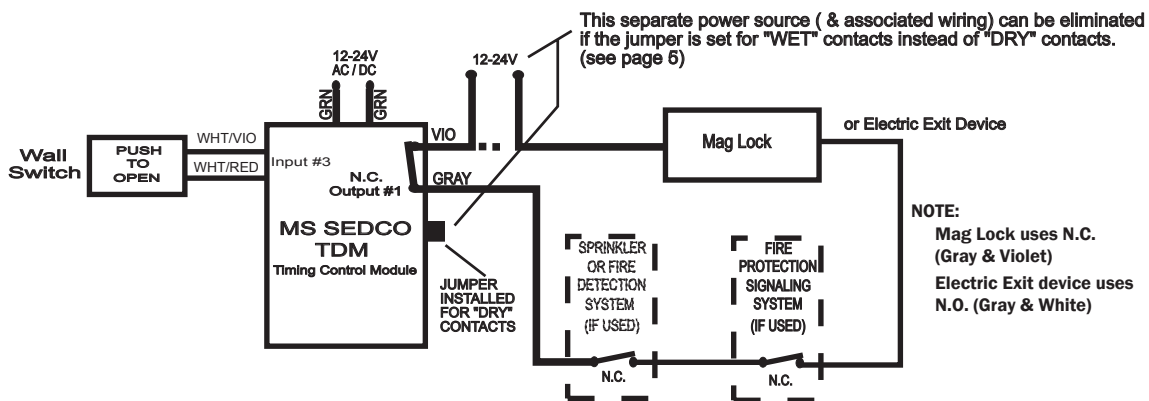 This separate power source ( & associated wiring) can be eliminated
if the jumper is set for "WET" contacts instead of "DRY" contacts.
(see page 5)
12-24V
AC / DC
12-24V
GRN
GRN
WHT/VIO
WHT/RED
Wall
Switch
PUSH
TO
OPEN
Input #3
VIO
N.C.
Output #1
GRAY
MS SEDCO
TDM
Timing Control Module
JUMPER
INSTALLED
FOR "DRY"
CONTACTS
Mag Lock
or Electric Exit Device
SPRINKLER
OR FIRE
DETECTION
SYSTEM
(IF USED)
N.C.
FIRE
PROTECTION
SIGNALING
SYSTEM
(IF USED)
N.C.
NOTE:
Mag Lock uses N.C.
(Gray & Violet)
Electric Exit device uses
N.O. (Gray & White)